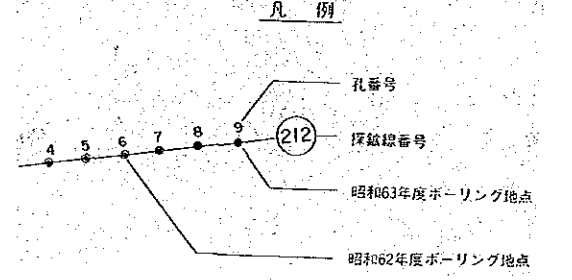 凡 例
孔番号
4 5 6 7 8 9 212 探鉱線番号
昭和63年度ボーリング地点
昭和62年度ボーリング地点